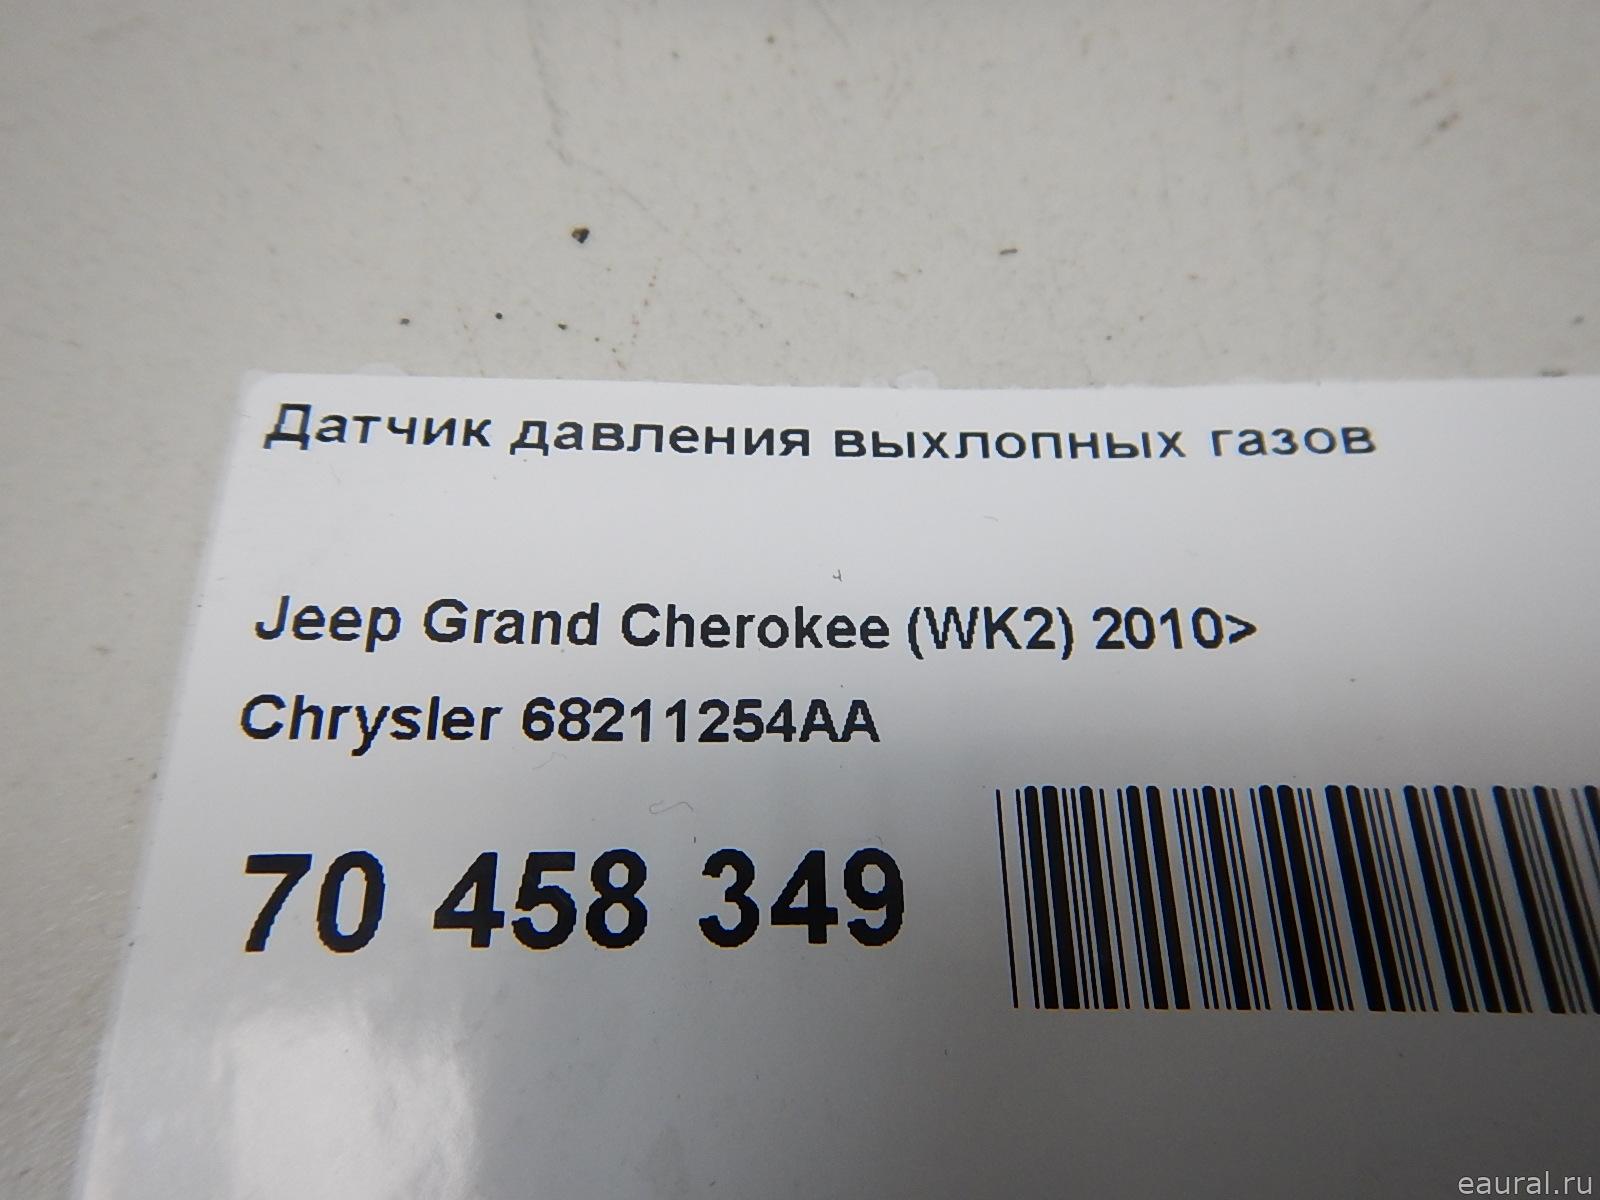 Датчик давления выхлопных газов
Jeep Grand Cherokee (WK2) 2010>
Chrysler 68211254AA
70 458 349
eaural.ru